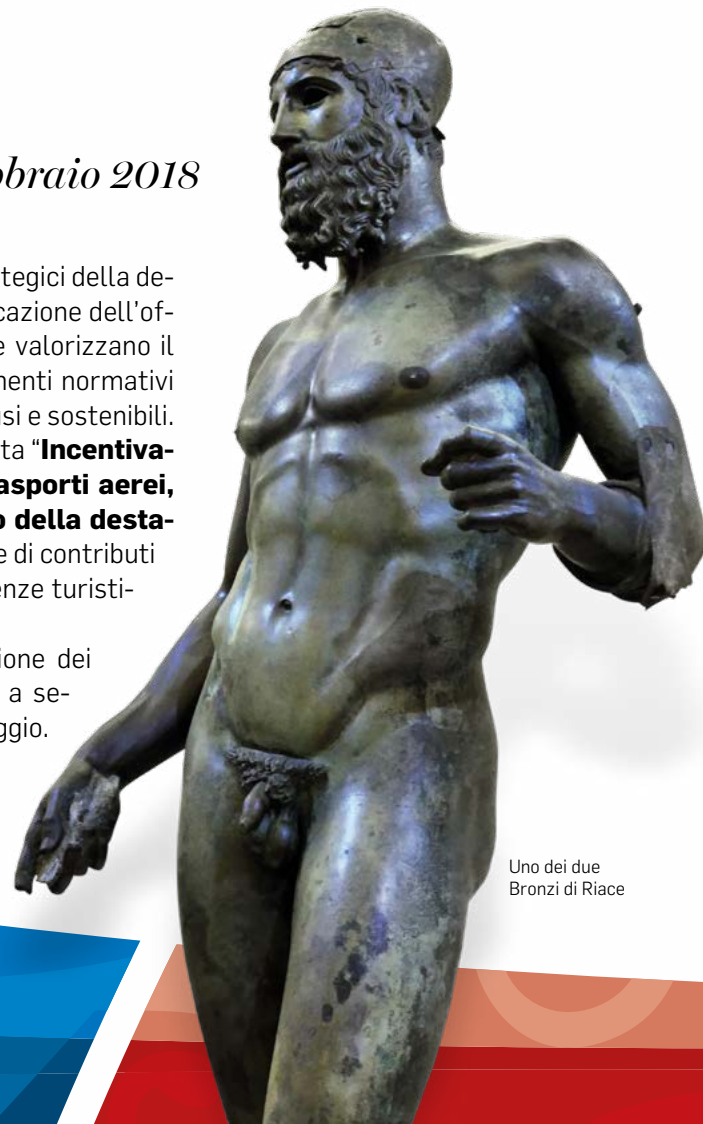 bbraio 2018
tegici della de-
cazione dell'of-
e valorizzano il
nenti normativi
si e sostenibili.
ta “Incentiva-
asporti aerei,
o della desta-
e di contributi
enze turisti-
ione dei
a se-
ggio.
Uno dei due
Bronzi di Riace